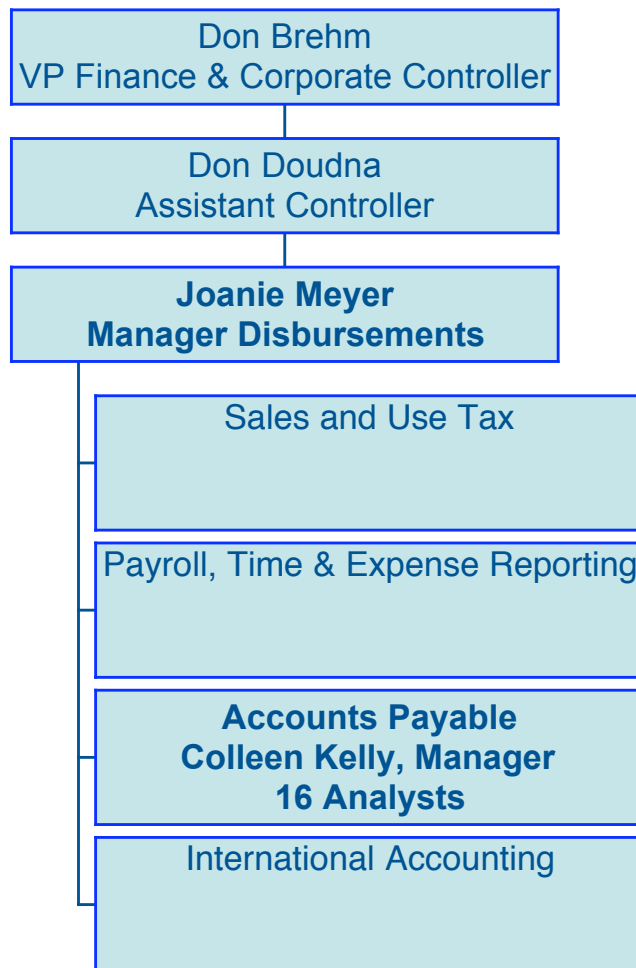 Don Brehm
VP Finance & Corporate Controller
Don Doudna
Assistant Controller
Joanie Meyer
Manager Disbursements
Sales and Use Tax
Payroll, Time & Expense Reporting
Accounts Payable
Colleen Kelly, Manager
16 Analysts
International Accounting